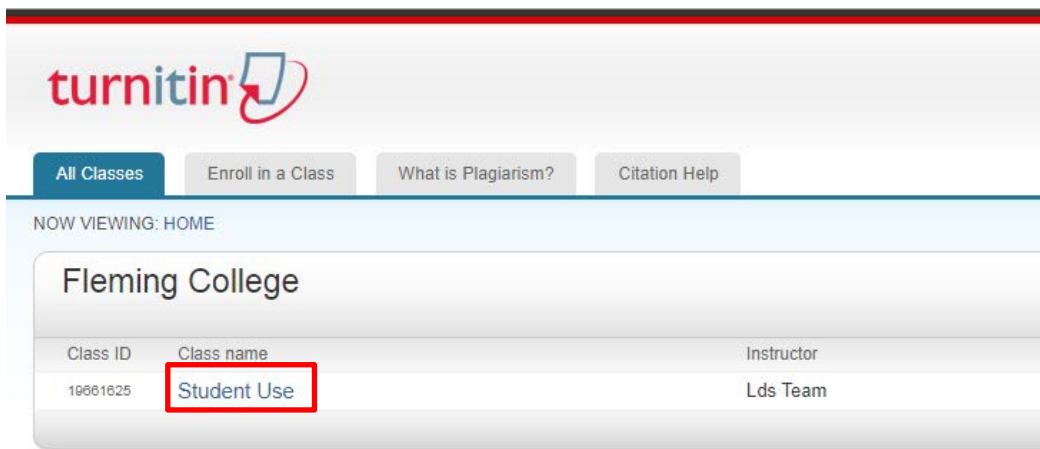 turnitin
All Classes Enroll in a Class What is Plagiarism? Citation Help
NOW VIEWING: HOME
Fleming College
Class ID Class name Instructor
19661625 Student Use Lds Team